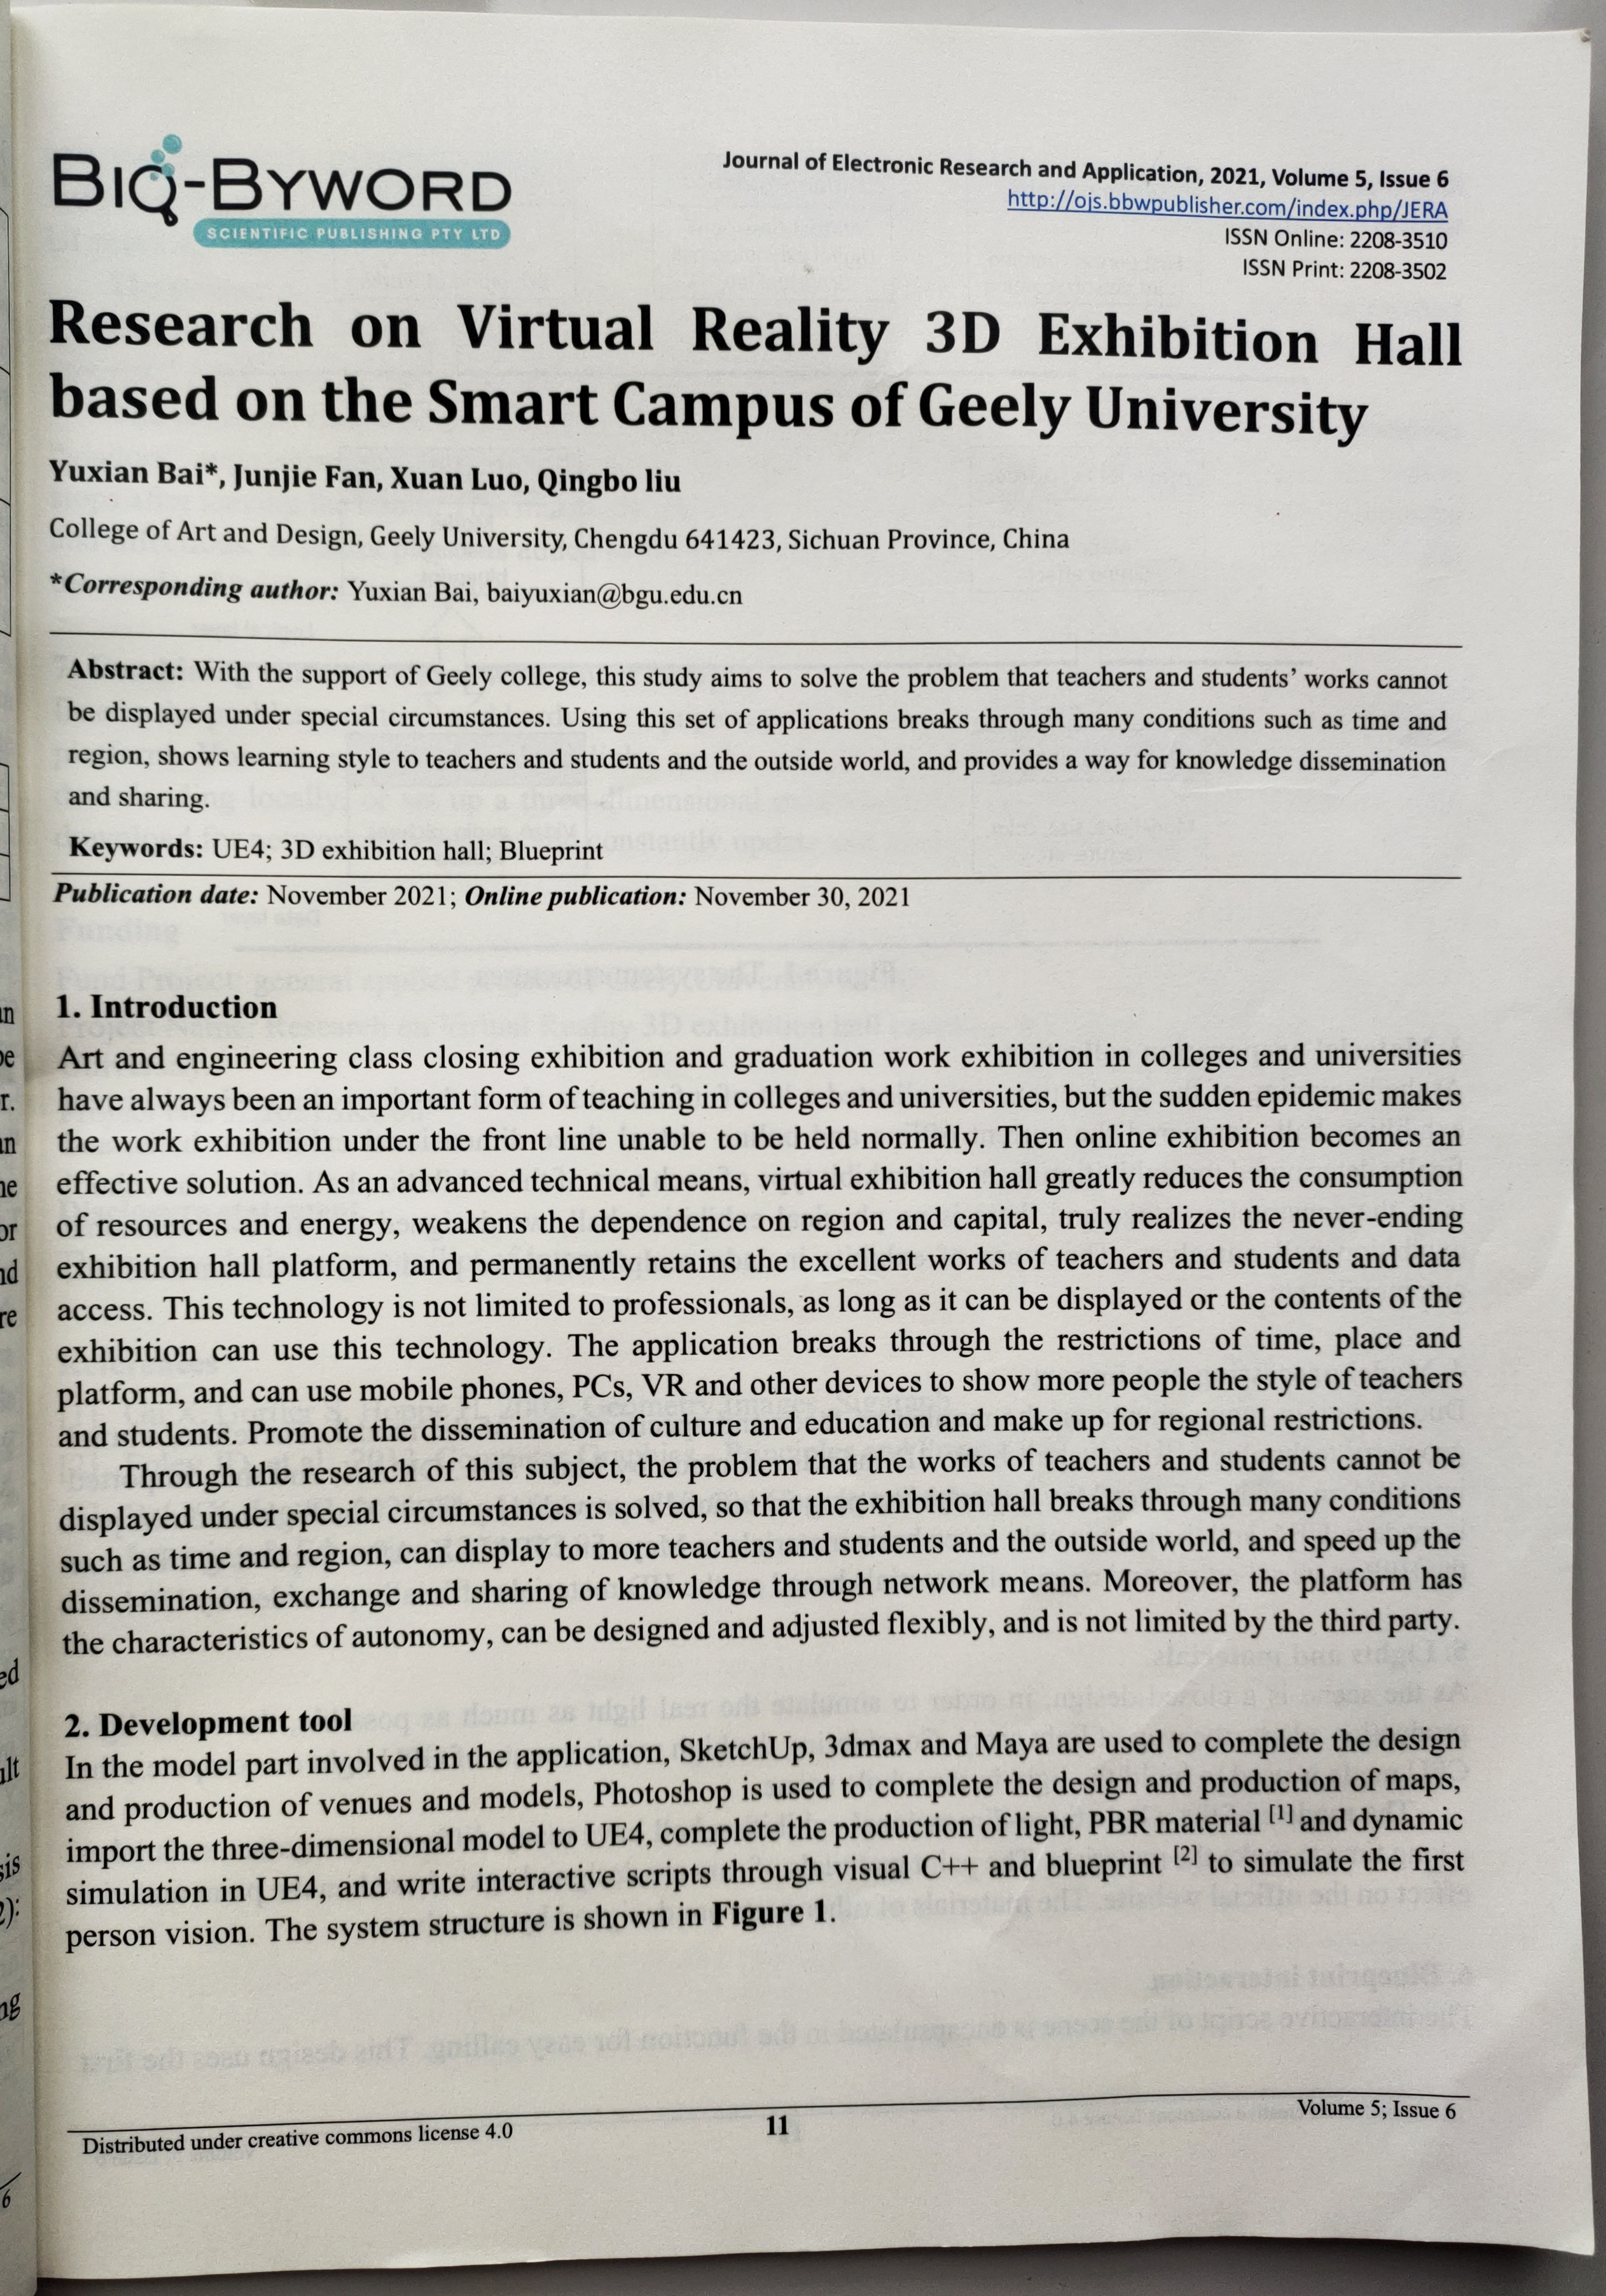 BIO-BYWORD
SCIENTIFIC PUBLISHING PTY LTD
Journal of Electronic Research and Application, 2021, Volume 5, Issue 6
http://ojs.bbwpublisher.com/index.php/JERA
ISSN Online: 2208-3510
ISSN Print: 2208-3502
Research on Virtual Reality 3D Exhibition Hall
based on the Smart Campus of Geely University
Yuxian Bai*, Junjie Fan, Xuan Luo, Qingbo liu
College of Art and Design, Geely University, Chengdu 641423, Sichuan Province, China
*Corresponding author: Yuxian Bai, baiyuxian@bgu.edu.cn
Abstract: With the support of Geely college, this study aims to solve the problem that teachers and students' works cannot
be displayed under special circumstances. Using this set of applications breaks through many conditions such as time and
region, shows learning style to teachers and students and the outside world, and provides a way for knowledge dissemination
and sharing.
Keywords: UE4; 3D exhibition hall; Blueprint
Publication date: November 2021; Online publication: November 30, 2021
1. Introduction
Art and engineering class closing exhibition and graduation work exhibition in colleges and universities
have always been an important form of teaching in colleges and universities, but the sudden epidemic makes
the work exhibition under the front line unable to be held normally. Then online exhibition becomes an
effective solution. As an advanced technical means, virtual exhibition hall greatly reduces the consumption
of resources and energy, weakens the dependence on region and capital, truly realizes the never-ending
exhibition hall platform, and permanently retains the excellent works of teachers and students and data
access. This technology is not limited to professionals, as long as it can be displayed or the contents of the
exhibition can use this technology. The application breaks through the restrictions of time, place and
platform, and can use mobile phones, PCs, VR and other devices to show more people the style of teachers
and students. Promote the dissemination of culture and education and make up for regional restrictions.
Through the research of this subject, the problem that the works of teachers and students cannot be
displayed under special circumstances is solved, so that the exhibition hall breaks through many conditions
such as time and region, can display to more teachers and students and the outside world, and speed up the
dissemination, exchange and sharing of knowledge through network means. Moreover, the platform has
the characteristics of autonomy, can be designed and adjusted flexibly, and is not limited by the third party.
2. Development tool
In the model part involved in the application, SketchUp, 3dmax and Maya are used to complete the design
and production of venues and models, Photoshop is used to complete the design and production of maps,
import the three-dimensional model to UE4, complete the production of light, PBR material [1] and dynamic
simulation in UE4, and write interactive scripts through visual C++ and blueprint [2] to simulate the first
person vision. The system structure is shown in Figure 1.
Distributed under creative commons license 4.0
11
Volume 5; Issue 6